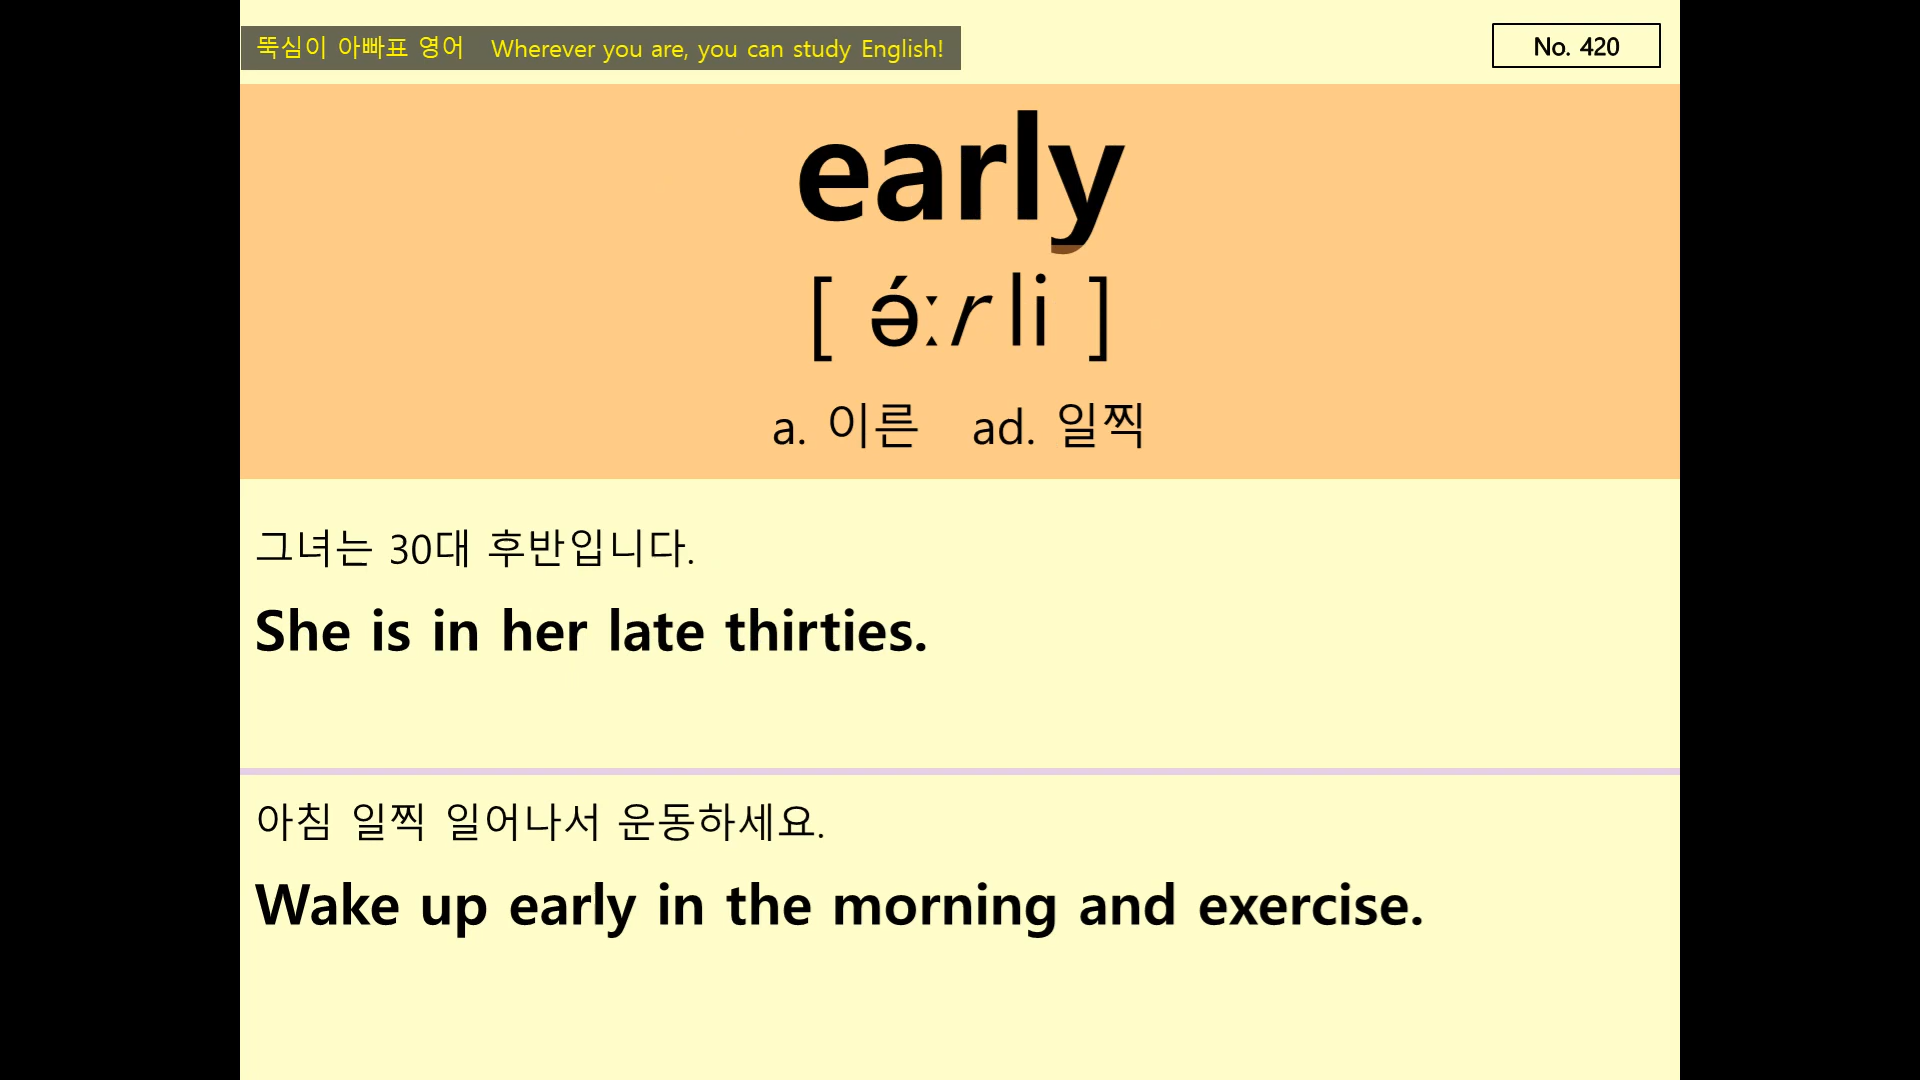 뚝심이 아빠표 영어 Wherever you are, you can study English!
No. 420
early
[ ə́ːrli ]
a. 이른 ad. 일찍
그녀는 30대 후반입니다.
She is in her late thirties.
아침 일찍 일어나서 운동하세요.
Wake up early in the morning and exercise.